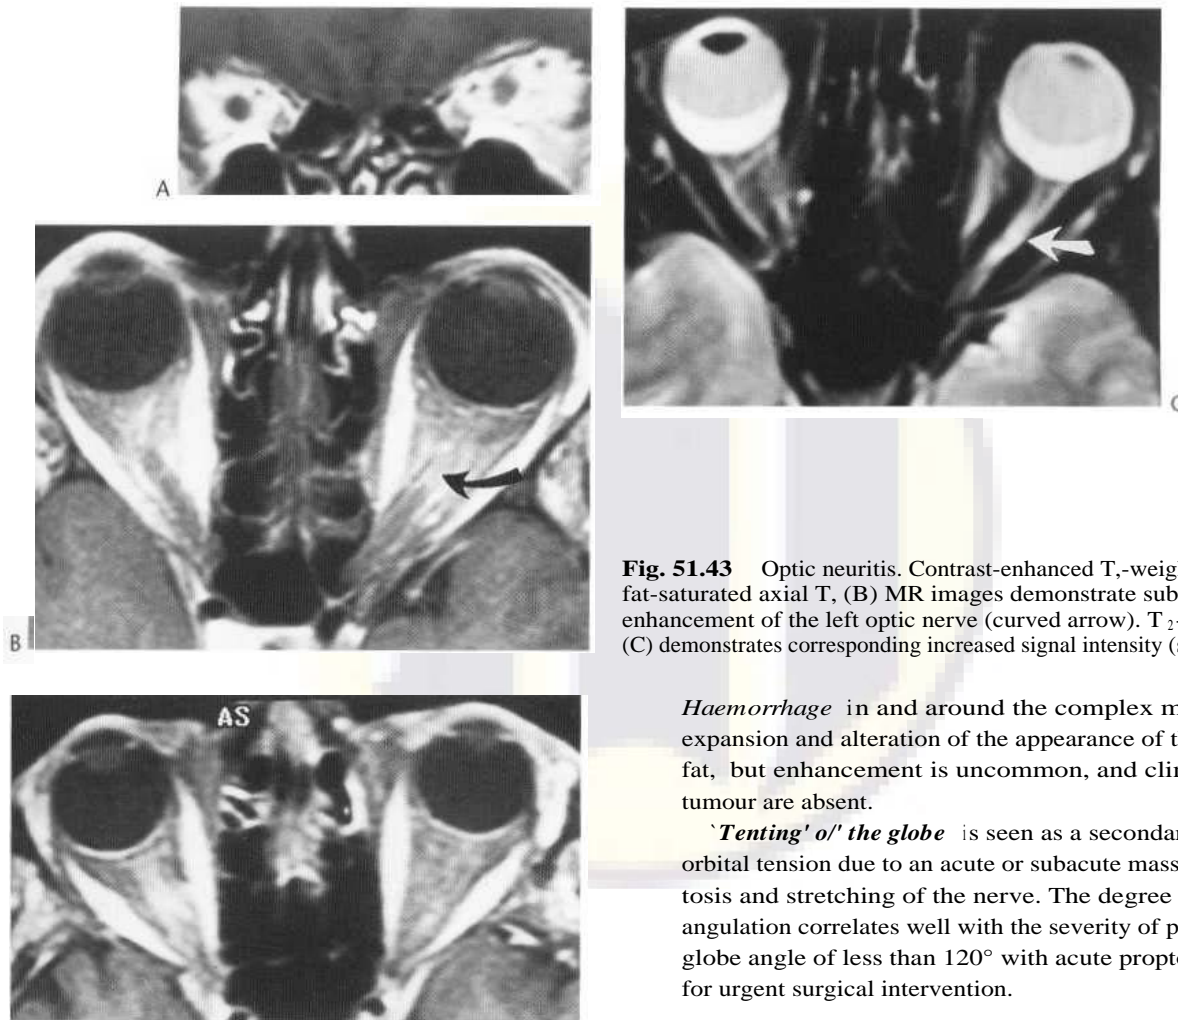 A
B
C
AS
Fig. 51.43 Optic neuritis. Contrast-enhanced T,-weigh
fat-saturated axial T, (B) MR images demonstrate sub
enhancement of the left optic nerve (curved arrow). T 2-
(C) demonstrates corresponding increased signal intensity (s
Haemorrhage in and around the complex m
expansion and alteration of the appearance of t
fat, but enhancement is uncommon, and clin
tumour are absent.
`Tenting' o/' the globe is seen as a secondar
orbital tension due to an acute or subacute mass
tosis and stretching of the nerve. The degree
angulation correlates well with the severity of p
globe angle of less than 120° with acute propt
for urgent surgical intervention.